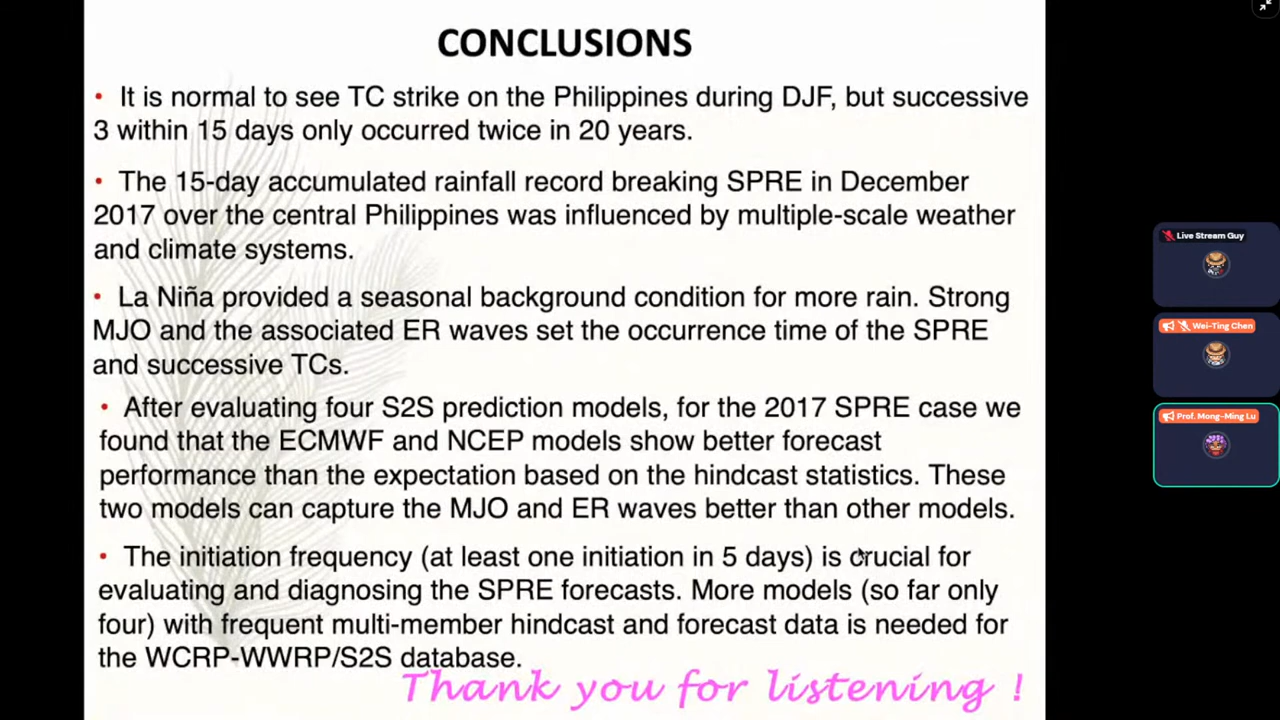 CONCLUSIONS
• It is normal to see TC strike on the Philippines during DJF, but successive
3 within 15 days only occurred twice in 20 years.
• The 15-day accumulated rainfall record breaking SPRE in December
2017 over the central Philippines was influenced by multiple-scale weather
and climate systems.
• La Niña provided a seasonal background condition for more rain. Strong
MJO and the associated ER waves set the occurrence time of the SPRE
and successive TCs.
• After evaluating four S2S prediction models, for the 2017 SPRE case we
found that the ECMWF and NCEP models show better forecast
performance than the expectation based on the hindcast statistics. These
two models can capture the MJO and ER waves better than other models.
• The initiation frequency (at least one initiation in 5 days) is crucial for
evaluating and diagnosing the SPRE forecasts. More models (so far only
four) with frequent multi-member hindcast and forecast data is needed for
the WCRP-WWRP/S2S database.
Thank you for listening !
Live Stream Guy
Wei-Ting Chen
Prof. Mong-Ming Lu